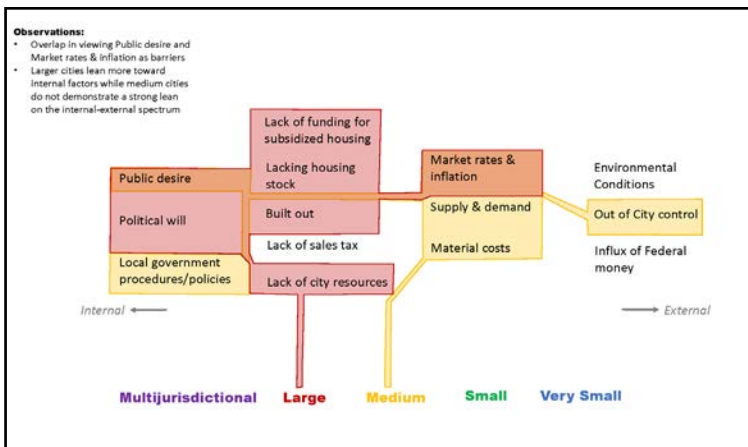 Observations:
• Overlap in viewing Public desire and
Market rates & inflation as barriers
• Larger cities lean more toward
internal factors while medium cities
do not demonstrate a strong lean
on the internal-external spectrum
Lack of funding for
subsidized housing
Lacking housing
stock
Built out
Lack of sales tax
Lack of city resources
Public desire
Political will
Local government
procedures/policies
Market rates &
inflation
Supply & demand
Material costs
Environmental
Conditions
Out of City control
Influx of Federal
money
Internal
External
Multijurisdictional
Large
Medium
Small
Very Small